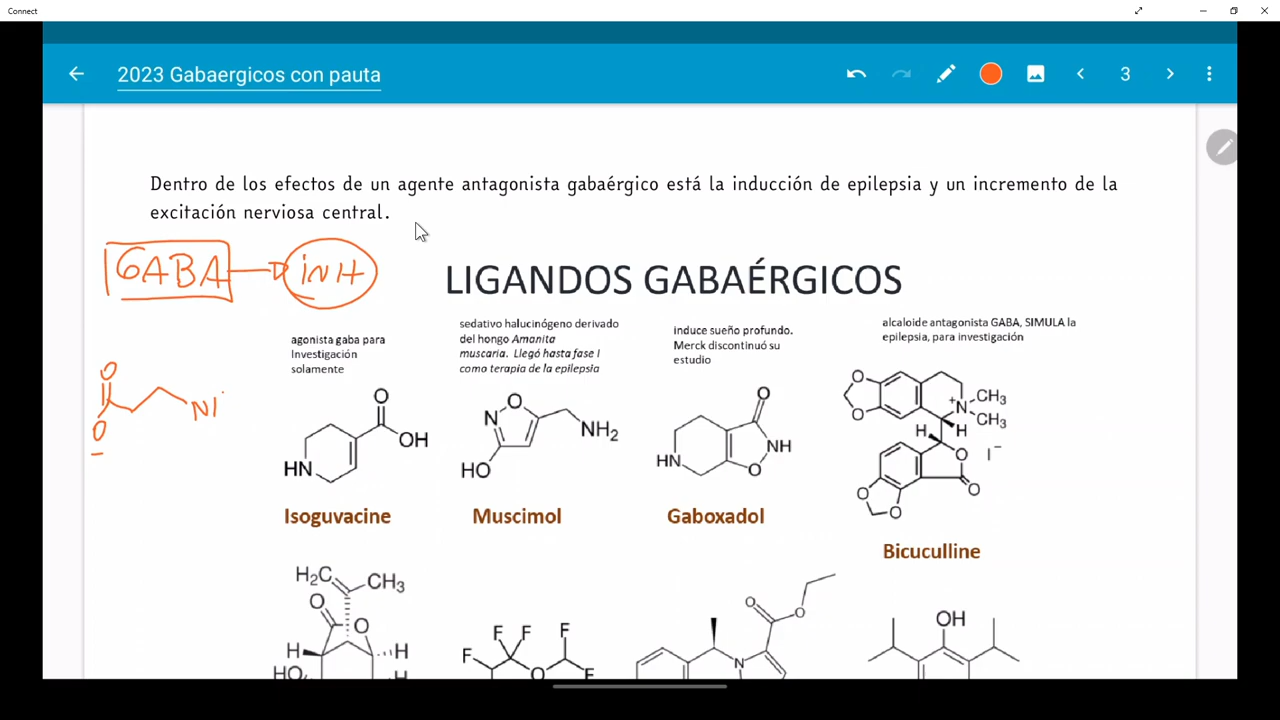 Connect
2023 Gabaergicos con pauta
3
Dentro de los efectos de un agente antagonista gabaérgico está la inducción de epilepsia y un incremento de la
excitación nerviosa central.
GABA iNH
LIGANDOS GABAÉRGICOS
agonista gaba para
Investigación
solamente
sedativo halucinógeno derivado
del hongo Amanita
muscaria. Llegó hasta fase I
como terapia de la epilepsia
induce sueño profundo.
Merck discontinuó su
estudio
alcaloide antagonista GABA, SIMULA la
epilepsia, para investigación
O
O
N
O
OH
HN
O
N
NH2
HO
O
NH
HN
O
O
O
N
+
CH3
CH3
H
H
O
O
I−
O
O
Isoguvacine
Muscimol
Gaboxadol
Bicuculline
H2C
CH3
O
O
H
H
HO
H
F
F
F
F
F
O
O
O
N
OH